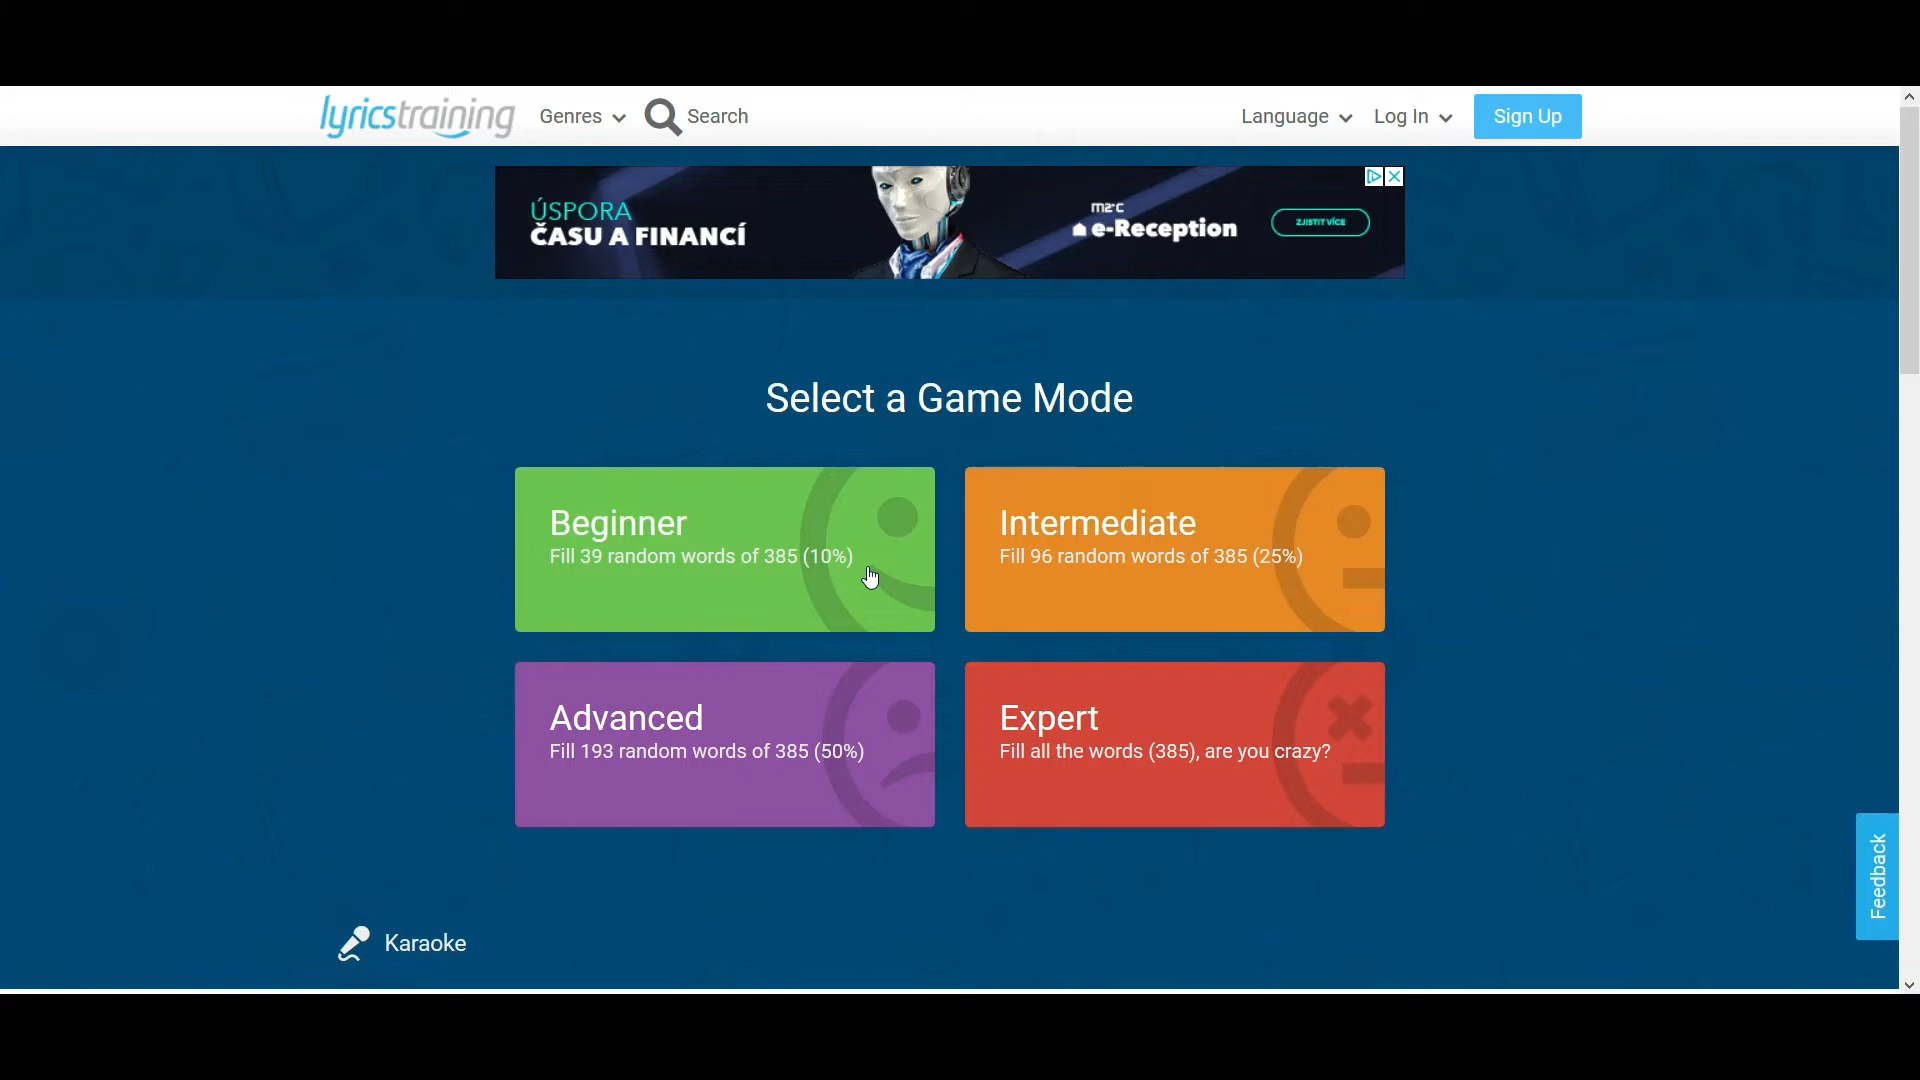 lyricstraining Genres Search Language Log In Sign Up
ÚSPORA
ČASU A FINANCÍ
m2c
e-Reception
ZJISTIT VÍCE
Select a Game Mode
Beginner
Fill 39 random words of 385 (10%)
Intermediate
Fill 96 random words of 385 (25%)
Advanced
Fill 193 random words of 385 (50%)
Expert
Fill all the words (385), are you crazy?
Feedback
Karaoke